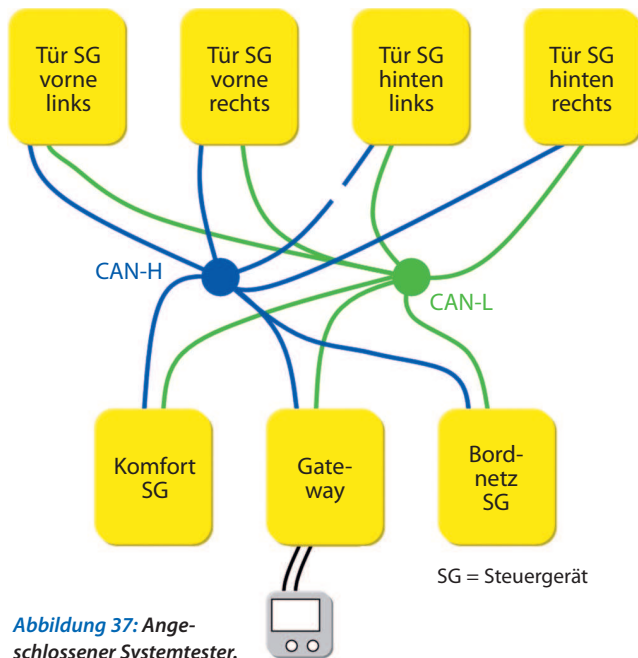 Tür SG
vorne
links
Tür SG
vorne
rechts
Tür SG
hinten
links
Tür SG
hinten
rechts
CAN-H
CAN-L
Komfort
SG
Gate-
way
Bord-
netz
SG
SG = Steuergerät
Abbildung 37: Ange-
schlossener Systemtester.